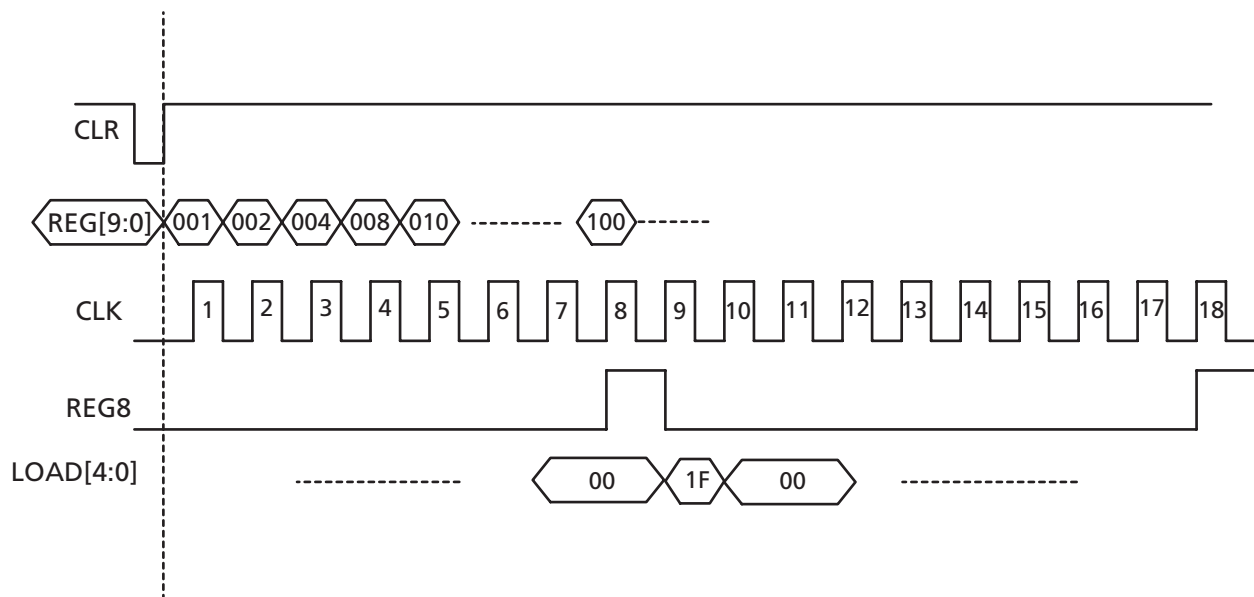 CLR
REG[9:0] 001 002 004 008 010 100
CLK 1 2 3 4 5 6 7 8 9 10 11 12 13 14 15 16 17 18
REG8
LOAD[4:0] 00 1F 00